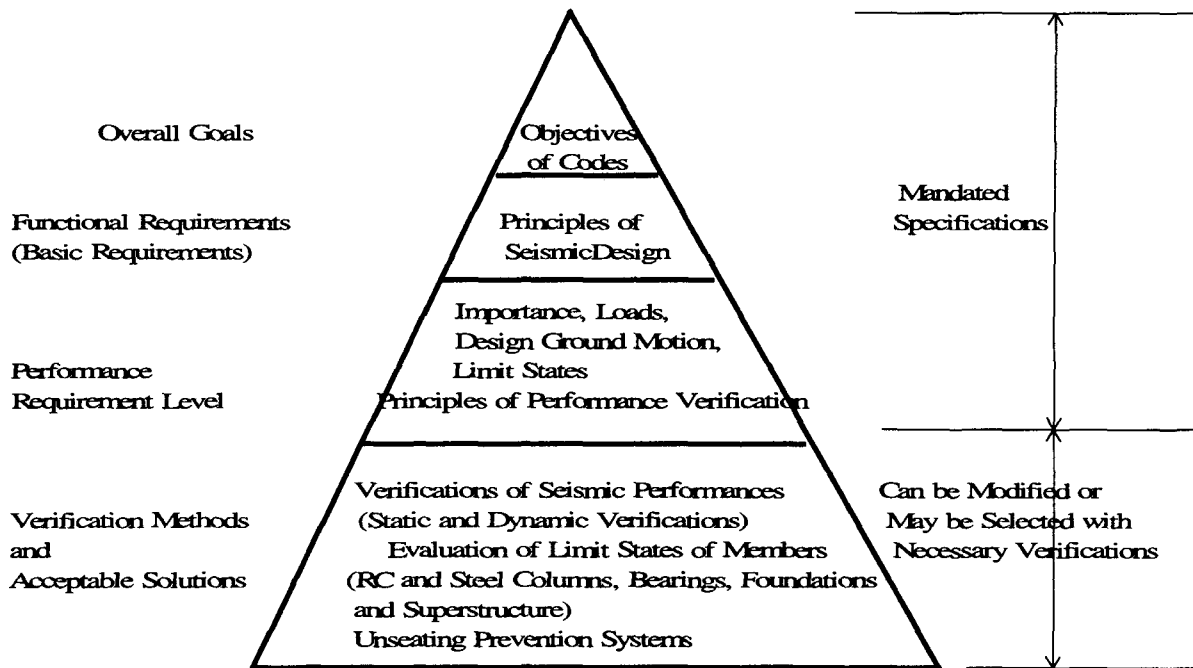 Overall Goals
Objectives
of Codes
Mandated
Specifications
Functional Requirements
(Basic Requirements)
Principles of
SeismicDesign
Importance, Loads,
Design Ground Motion,
Limit States
Principles of Performance Verification
Performance
Requirement Level
Verifications of Seismic Performances
(Static and Dynamic Verifications)
Evaluation of Limit States of Members
(RC and Steel Columns, Bearings, Foundations
and Superstructure)
Unseating Prevention Systems
Verification Methods
and
Acceptable Solutions
Can be Modified or
May be Selected with
Necessary Verifications